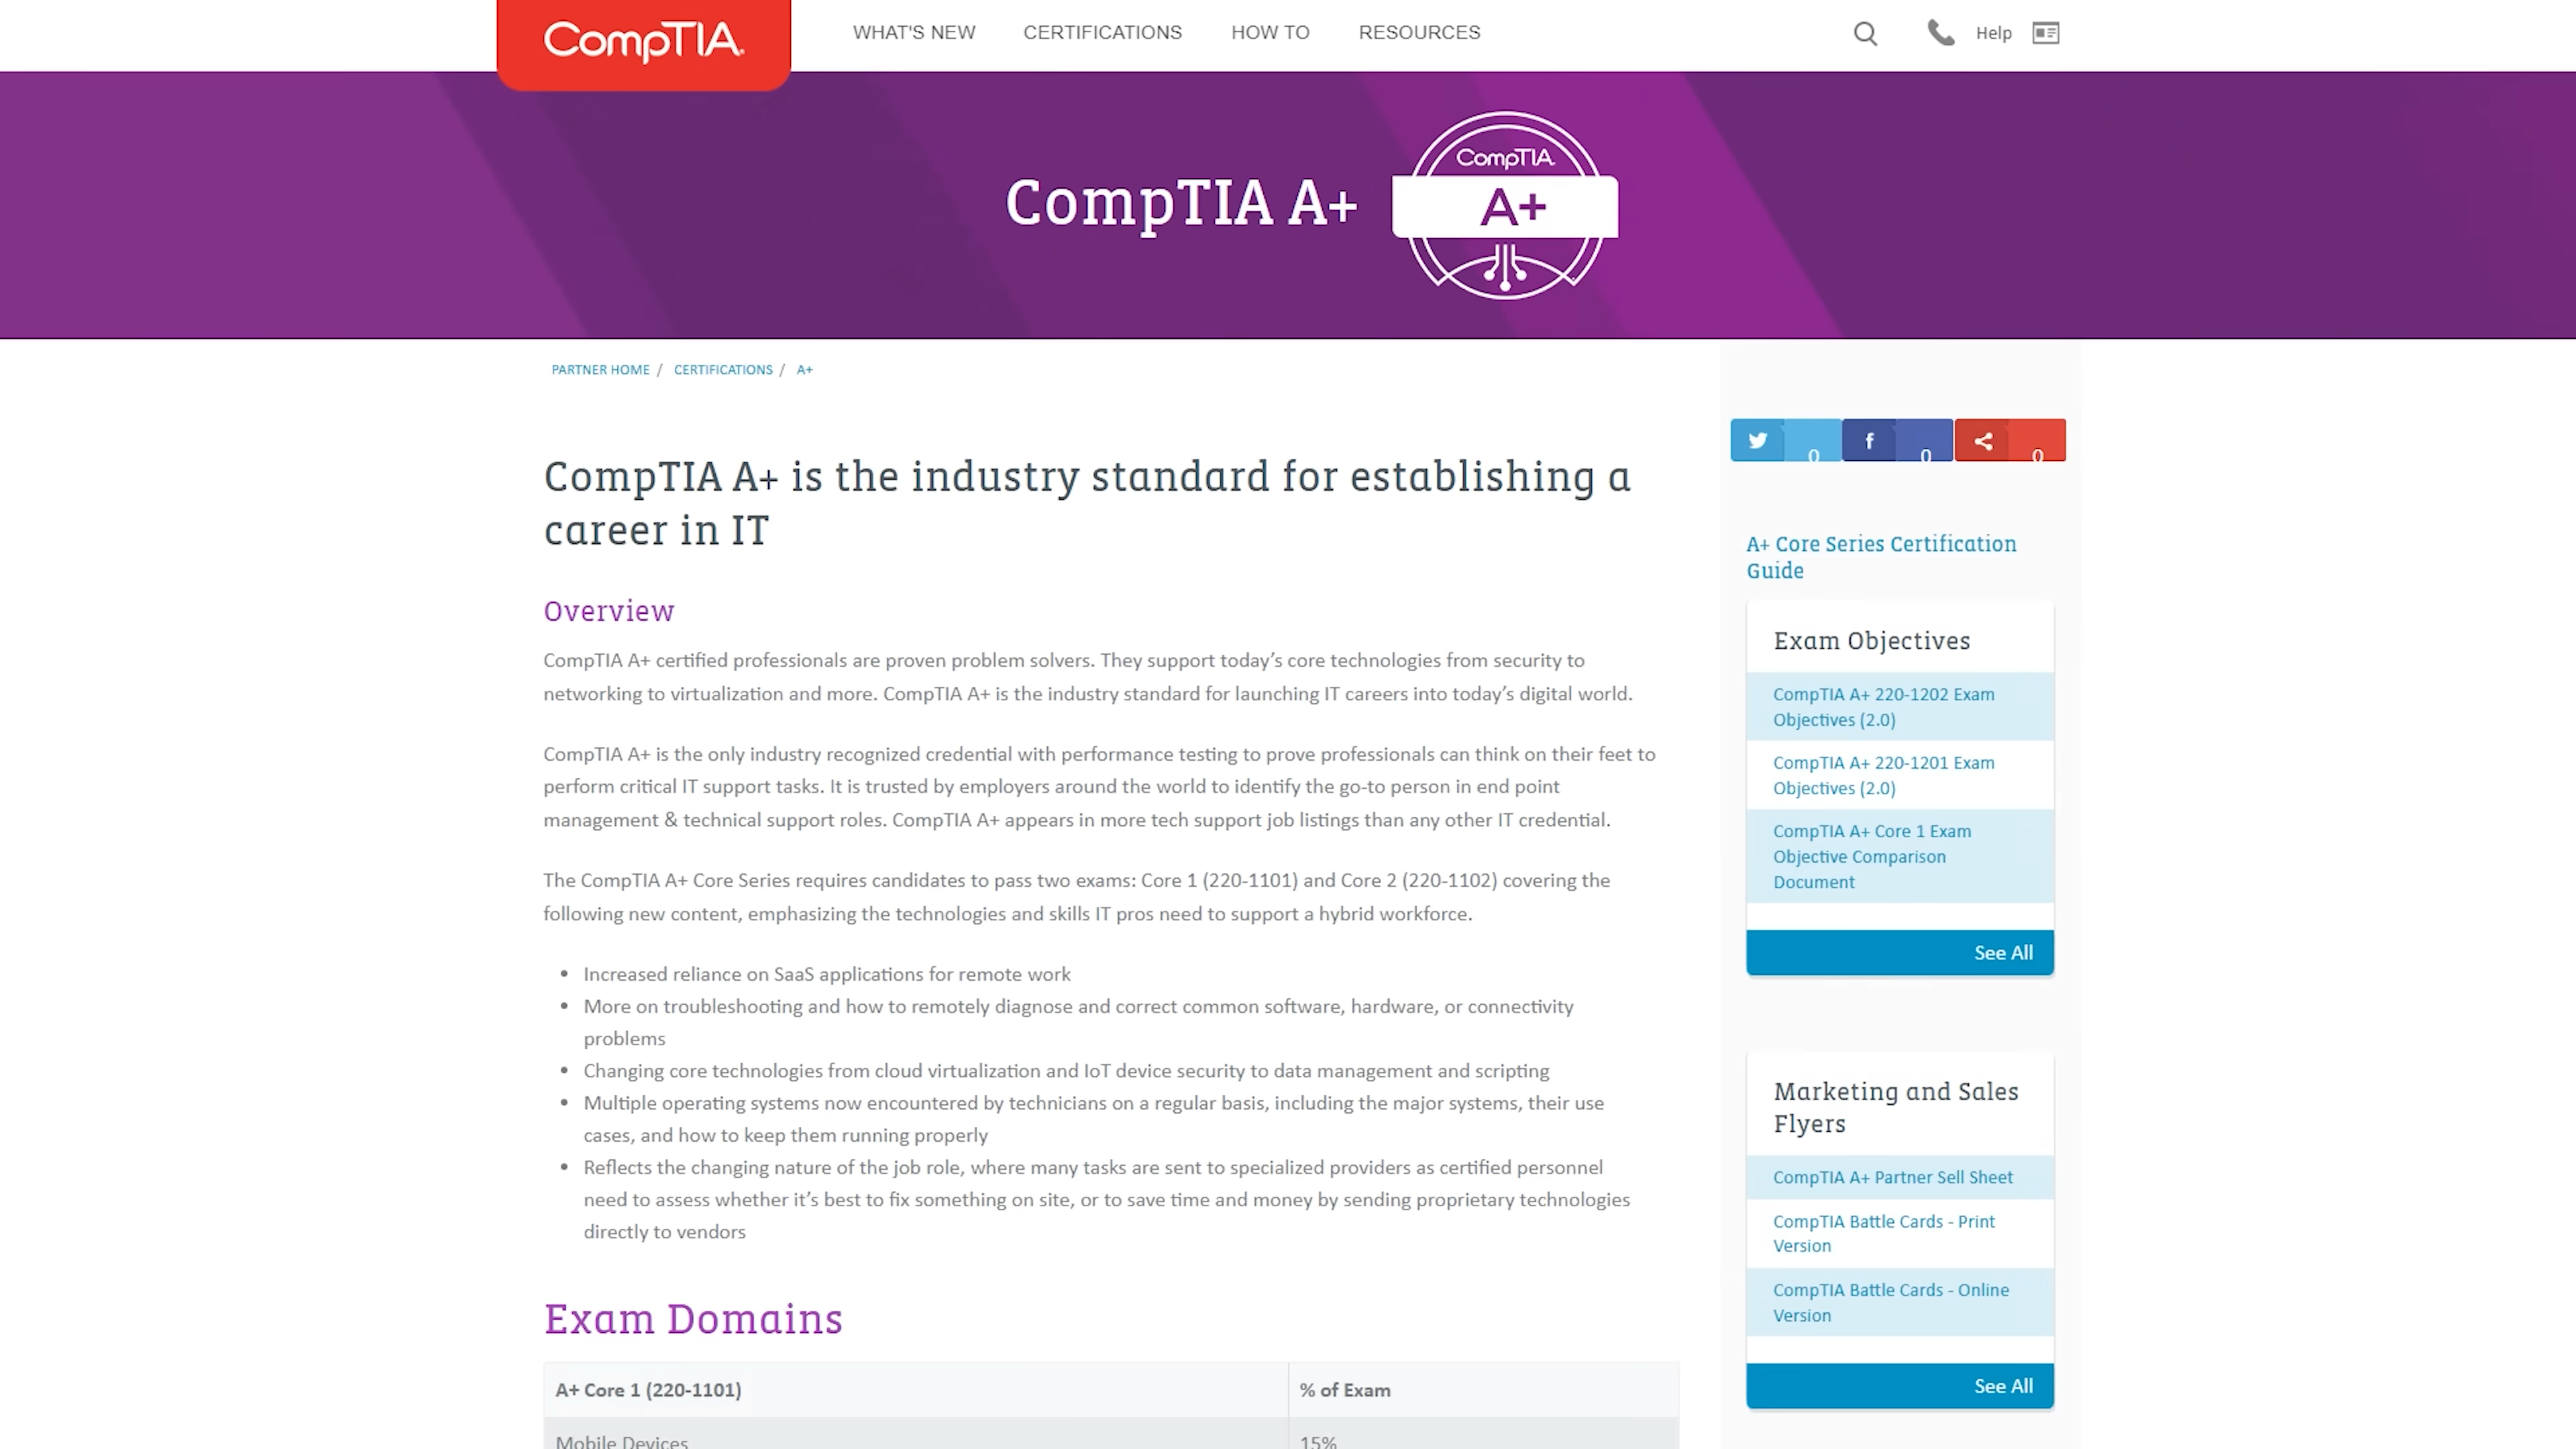 CompTIA.
WHAT'S NEW
CERTIFICATIONS
HOW TO
RESOURCES
Help
CompTIA A+
CompTIA
A+
PARTNER HOME / CERTIFICATIONS / A+
CompTIA A+ is the industry standard for establishing a
career in IT
Overview
CompTIA A+ certified professionals are proven problem solvers. They support today’s core technologies from security to
networking to virtualization and more. CompTIA A+ is the industry standard for launching IT careers into today’s digital world.
CompTIA A+ is the only industry recognized credential with performance testing to prove professionals can think on their feet to
perform critical IT support tasks. It is trusted by employers around the world to identify the go-to person in end point
management & technical support roles. CompTIA A+ appears in more tech support job listings than any other IT credential.
The CompTIA A+ Core Series requires candidates to pass two exams: Core 1 (220-1101) and Core 2 (220-1102) covering the
following new content, emphasizing the technologies and skills IT pros need to support a hybrid workforce.
• Increased reliance on SaaS applications for remote work
• More on troubleshooting and how to remotely diagnose and correct common software, hardware, or connectivity
problems
• Changing core technologies from cloud virtualization and IoT device security to data management and scripting
• Multiple operating systems now encountered by technicians on a regular basis, including the major systems, their use
cases, and how to keep them running properly
• Reflects the changing nature of the job role, where many tasks are sent to specialized providers as certified personnel
need to assess whether it’s best to fix something on site, or to save time and money by sending proprietary technologies
directly to vendors
Exam Domains
A+ Core 1 (220-1101)
% of Exam
Mobile Devices
15%
0
f 0
0
A+ Core Series Certification
Guide
Exam Objectives
CompTIA A+ 220-1202 Exam
Objectives (2.0)
CompTIA A+ 220-1201 Exam
Objectives (2.0)
CompTIA A+ Core 1 Exam
Objective Comparison
Document
See All
Marketing and Sales
Flyers
CompTIA A+ Partner Sell Sheet
CompTIA Battle Cards - Print
Version
CompTIA Battle Cards - Online
Version
See All